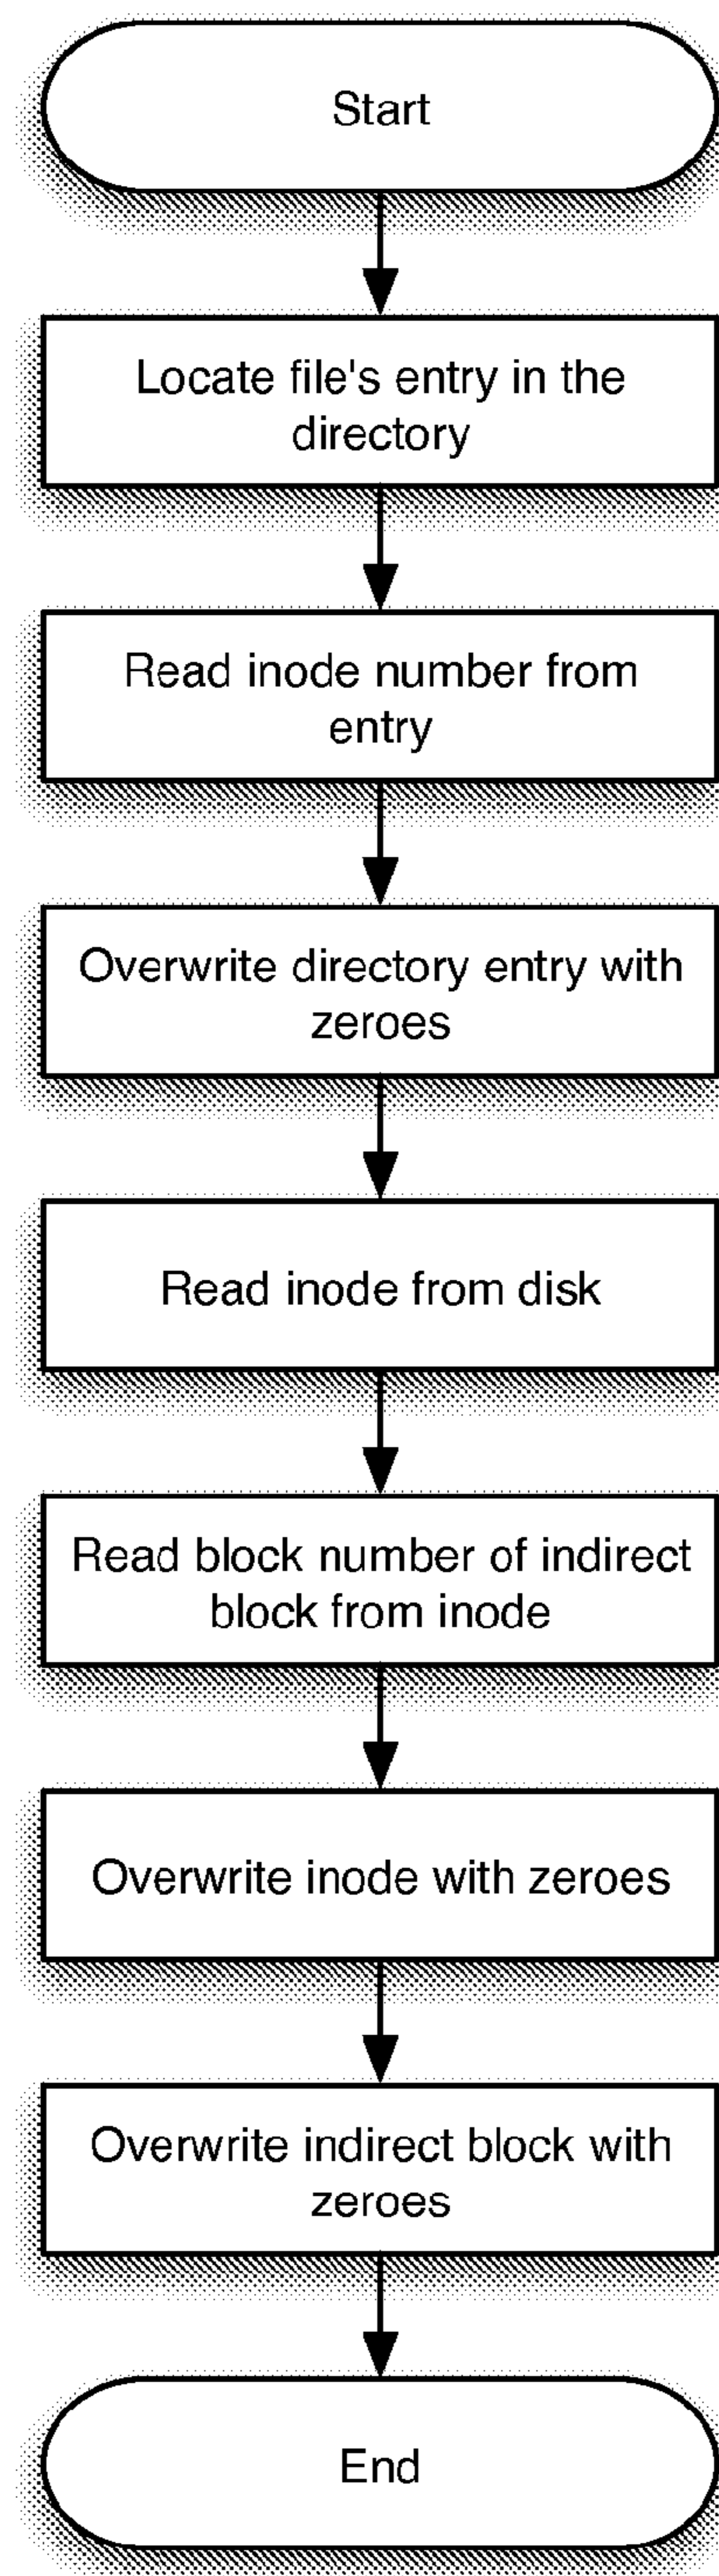 Start
Locate file's entry in the
directory
Read inode number from
entry
Overwrite directory entry with
zeroes
Read inode from disk
Read block number of indirect
block from inode
Overwrite inode with zeroes
Overwrite indirect block with
zeroes
End